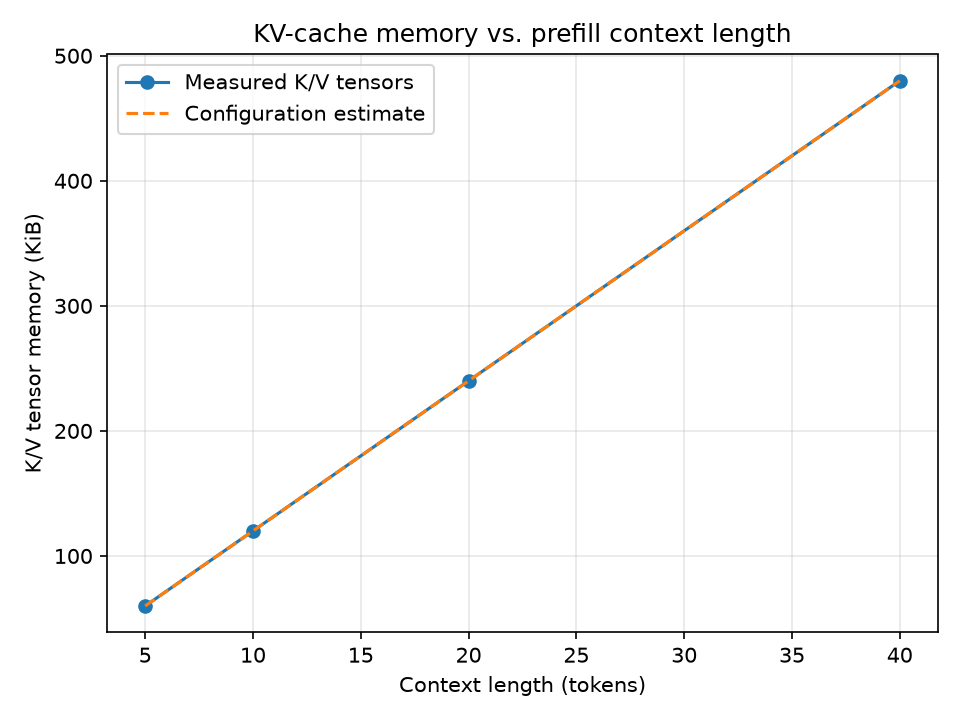 KV-cache memory vs. prefill context length
Measured K/V tensors
Configuration estimate
K/V tensor memory (KiB)
500
400
300
200
100
5 10 15 20 25 30 35 40
Context length (tokens)